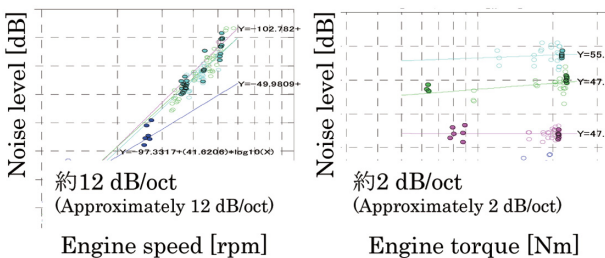 Noise level [dB]
Y=-102.782+
Y=-49.9809+
Y=-97.3317+(41.6206)*log10(X)
約12 dB/oct
(Approximately 12 dB/oct)
Engine speed [rpm]
Noise level [dB]
Y=55.
Y=47.
Y=47.
約2 dB/oct
(Approximately 2 dB/oct)
Engine torque [Nm]